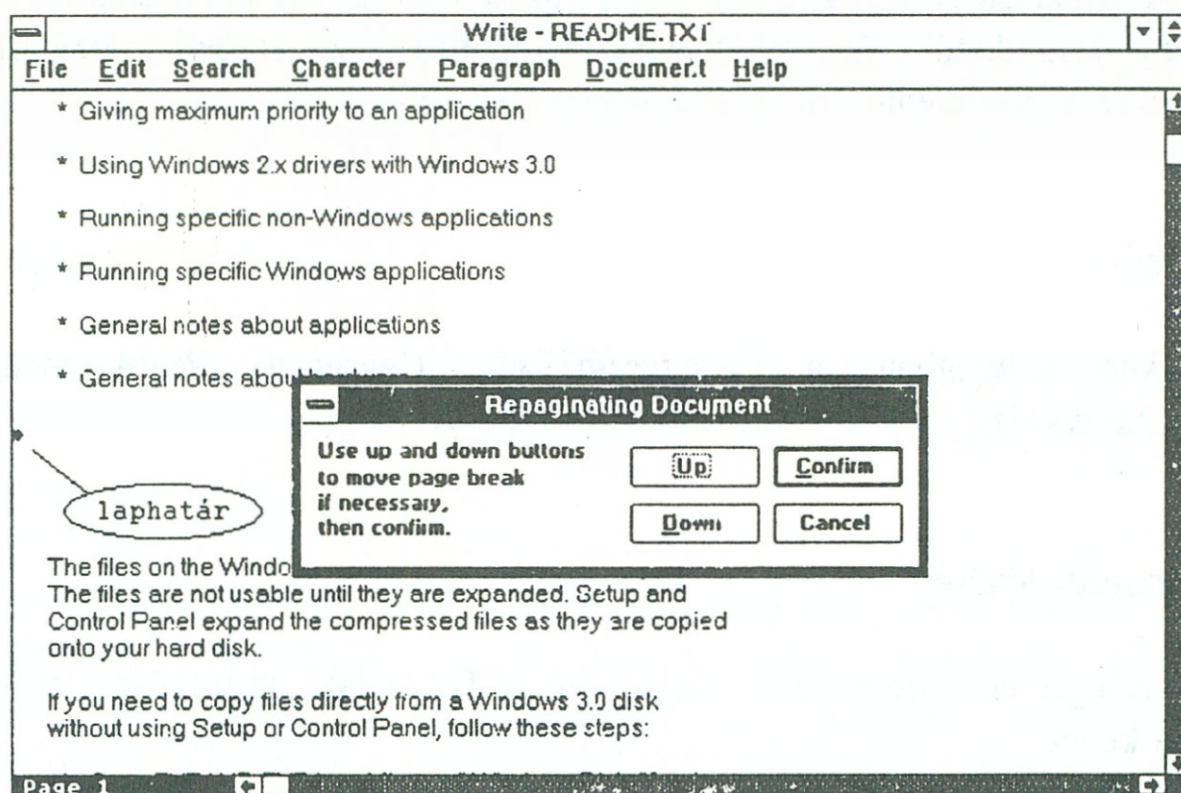 Write - README.TXT
File Edit Search Character Paragraph Document Help
* Giving maximum priority to an application
* Using Windows 2.x drivers with Windows 3.0
* Running specific non-Windows applications
* Running specific Windows applications
* General notes about applications
* General notes about
Repaginating Document
Use up and down buttons
to move page break
if necessary,
then confirm.
Up
Confirm
Down
Cancel
laphatár
The files on the Windo
The files are not usable until they are expanded. Setup and
Control Panel expand the compressed files as they are copied
onto your hard disk.
If you need to copy files directly from a Windows 3.0 disk
without using Setup or Control Panel, follow these steps:
Page 1